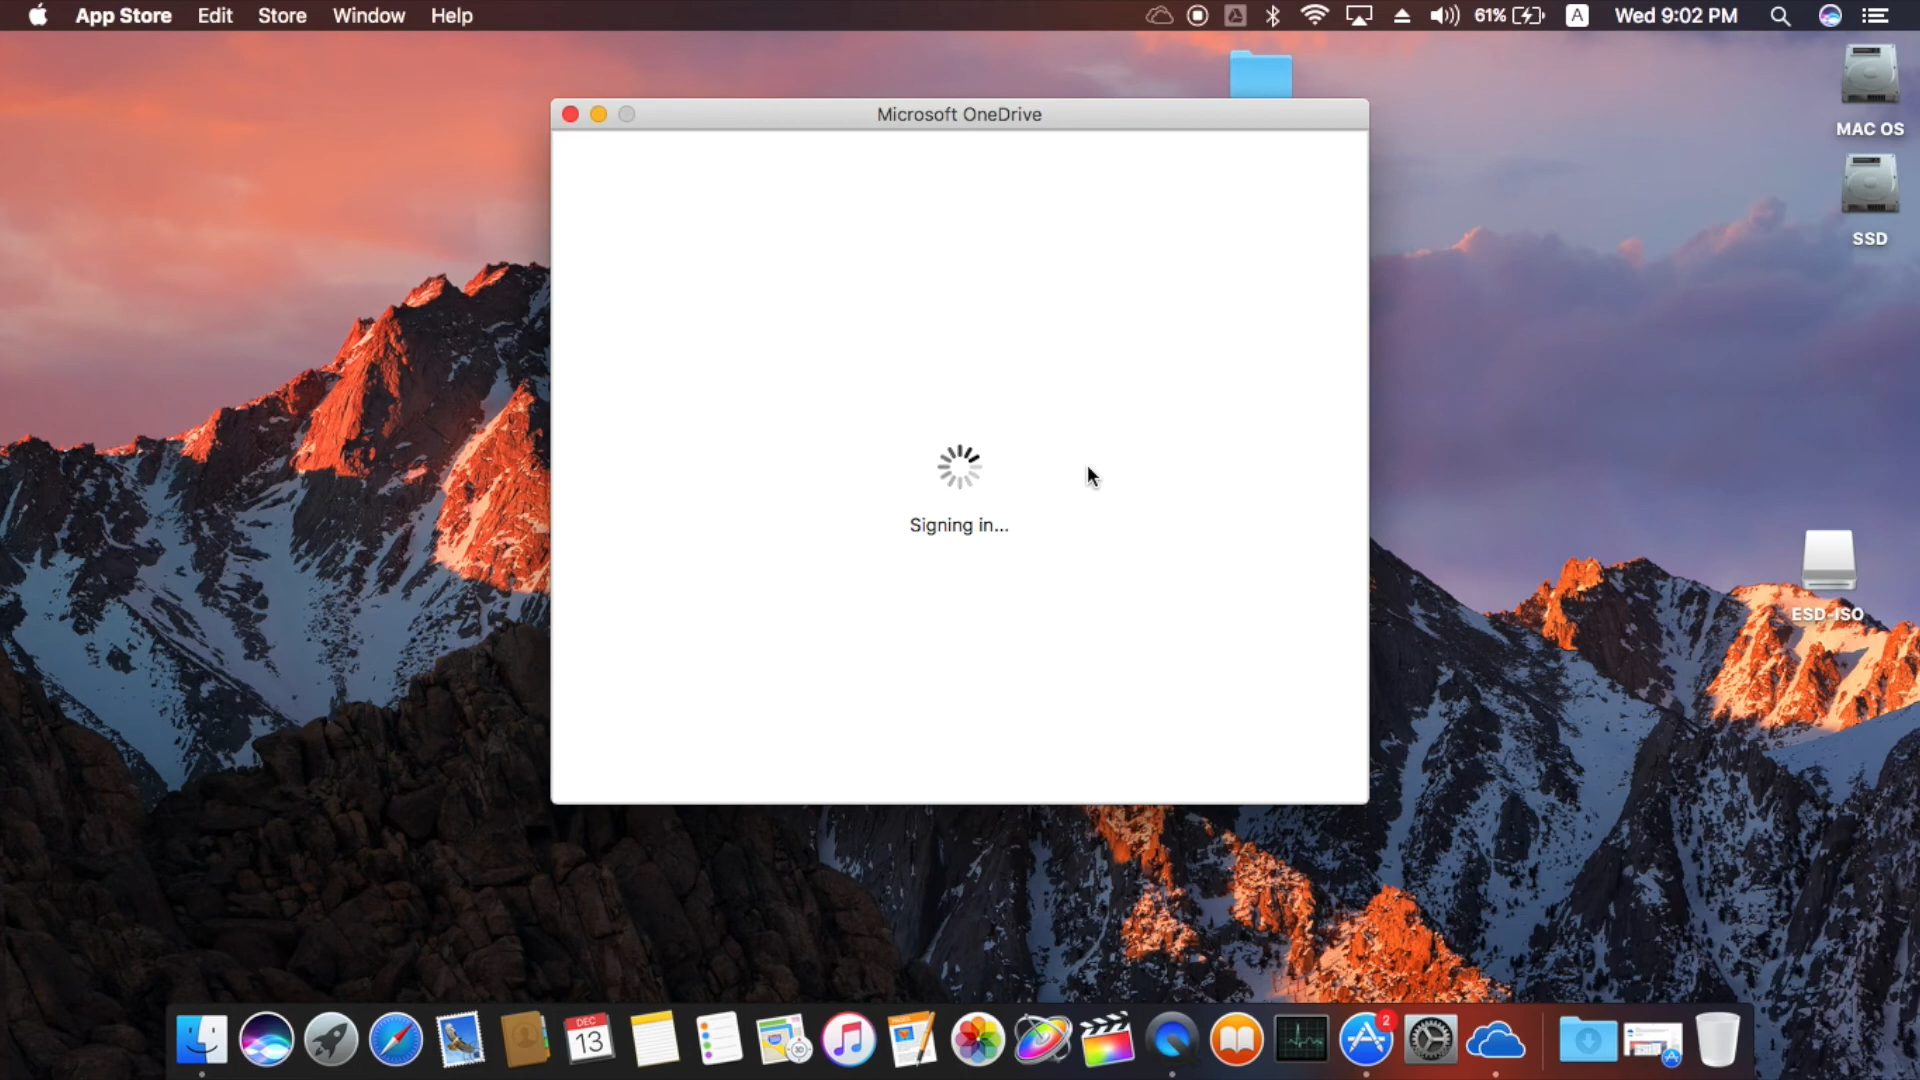 App Store Edit Store Window Help 61% A Wed 9:02 PM
Microsoft OneDrive
MAC OS
SSD
Signing in...
ESD-ISO
DEC
13
2